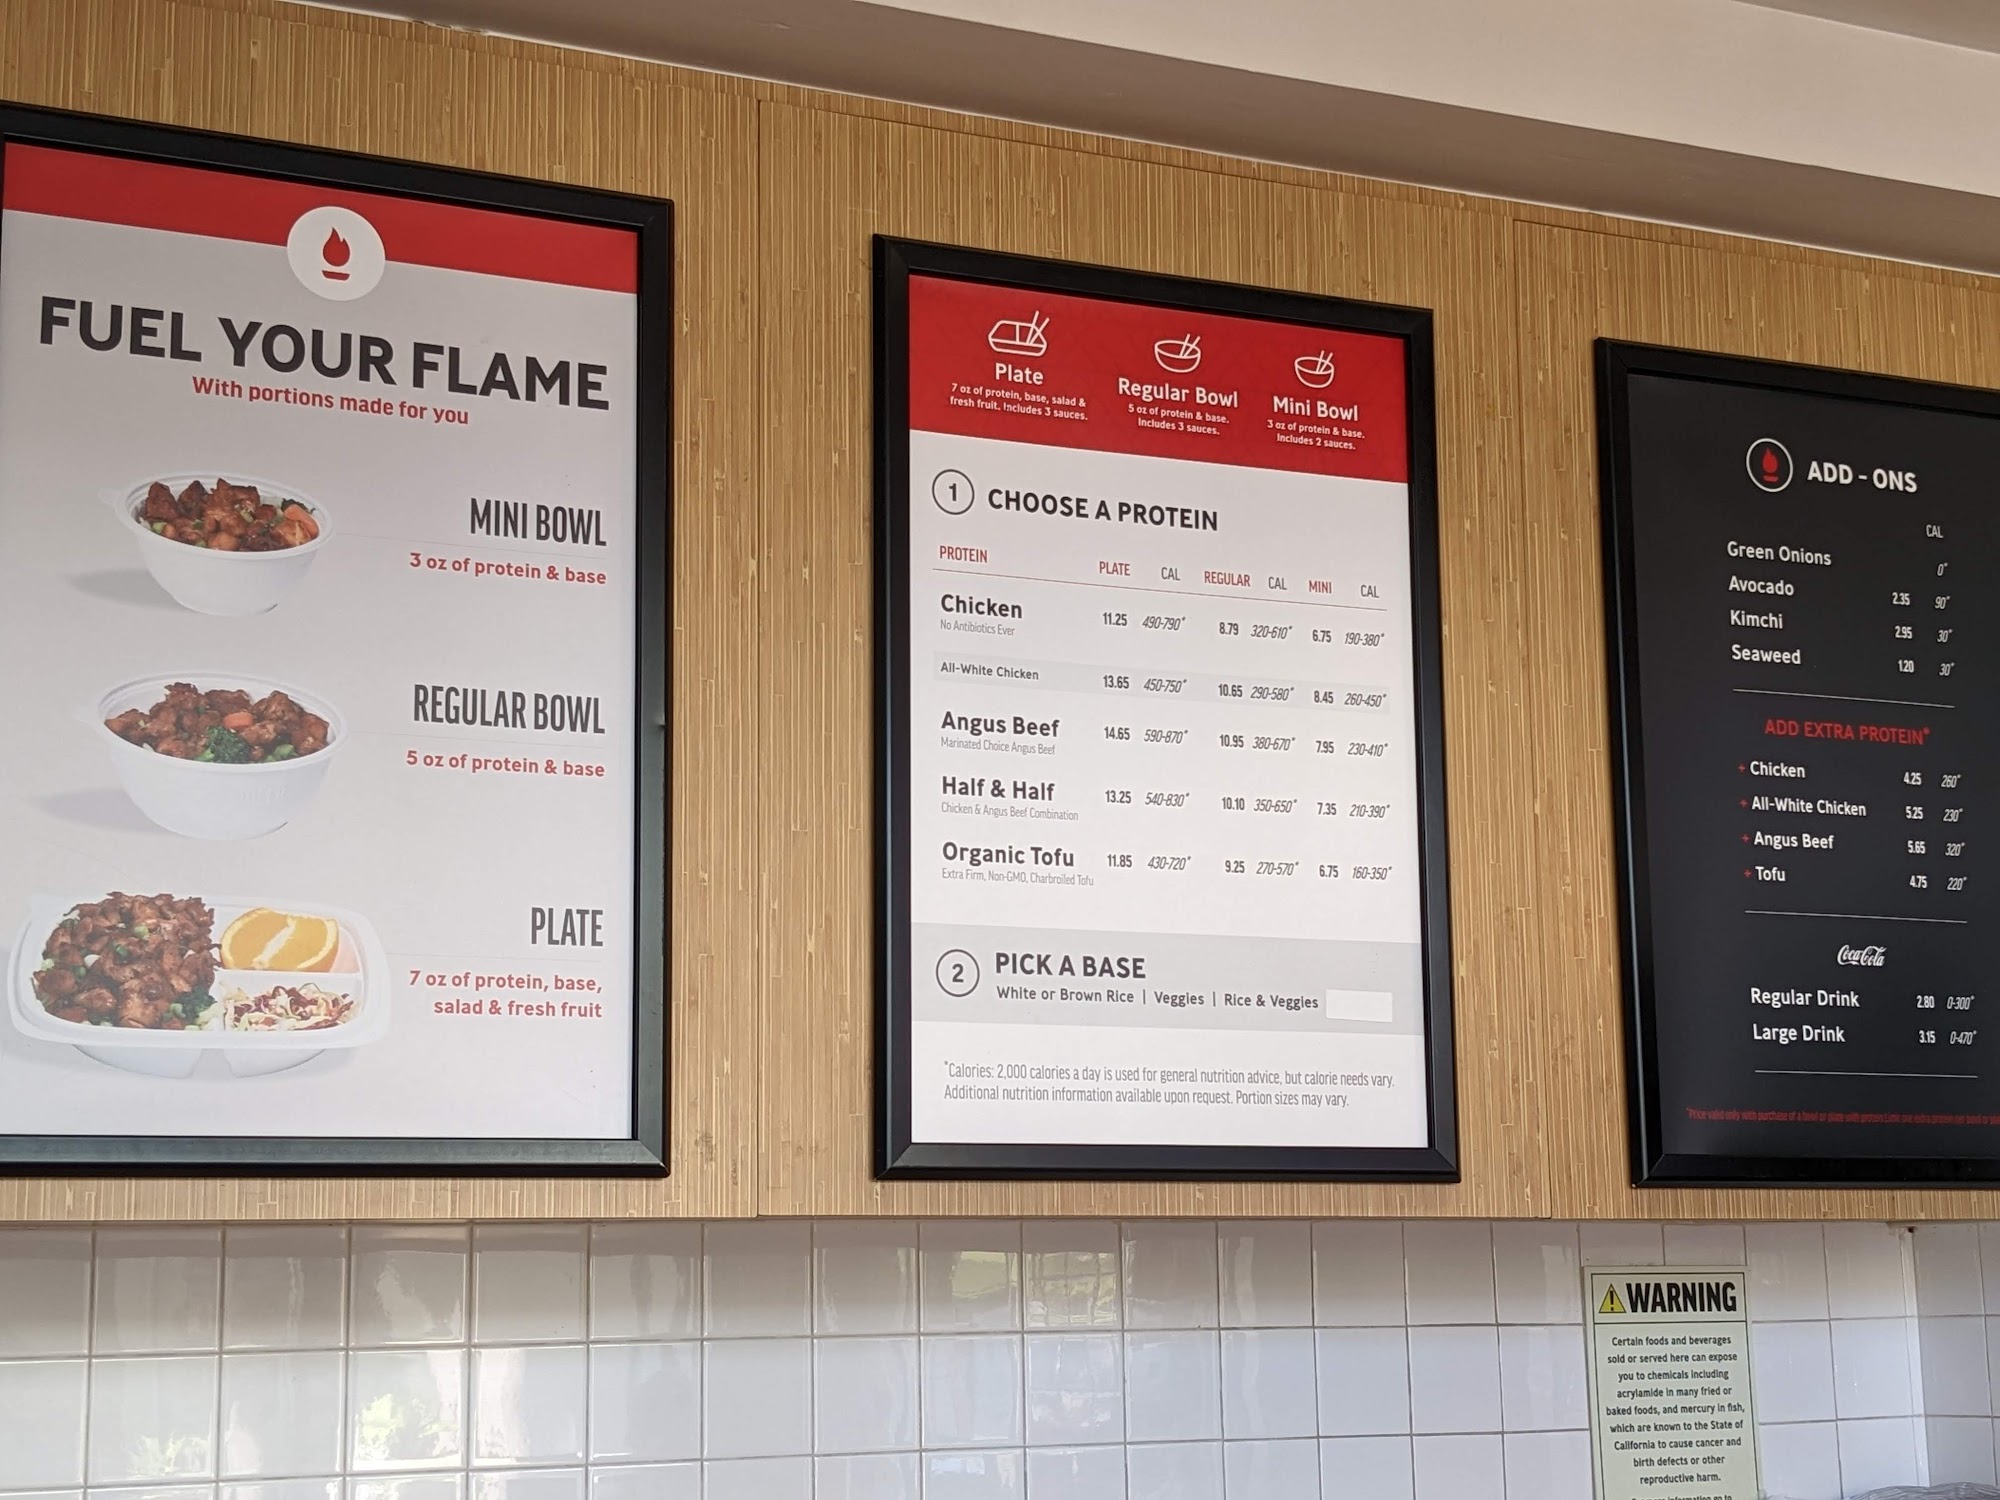 FUEL YOUR FLAME
With portions made for you
MINI BOWL
3 oz of protein & base
REGULAR BOWL
5 oz of protein & base
PLATE
7 oz of protein, base,
salad & fresh fruit
Plate
7 oz of protein, base, salad &
fresh fruit. Includes 3 sauces.
Regular Bowl
5 oz of protein & base.
Includes 3 sauces.
Mini Bowl
3 oz of protein & base.
Includes 2 sauces.
1 CHOOSE A PROTEIN
PROTEIN PLATE CAL REGULAR CAL MINI CAL
Chicken 11.25 490-790* 8.79 320-610* 6.75 190-380*
No Antibiotics Ever
All-White Chicken 13.65 450-750* 10.65 290-580* 8.45 260-450*
Angus Beef 14.65 590-870* 10.95 380-670* 7.95 230-410*
Marinated Choice Angus Beef
Half & Half 13.25 540-830* 10.10 350-650* 7.35 210-390*
Chicken & Angus Beef Combination
Organic Tofu 11.85 430-720* 9.25 270-570* 6.75 160-350*
Extra Firm, Non-GMO, Charbroiled Tofu
2 PICK A BASE
White or Brown Rice | Veggies | Rice & Veggies
*Calories: 2,000 calories a day is used for general nutrition advice, but calorie needs vary.
Additional nutrition information available upon request. Portion sizes may vary.
ADD - ONS
CAL
Green Onions 0*
Avocado 2.35 90*
Kimchi 2.95 30*
Seaweed 1.20 30*
ADD EXTRA PROTEIN*
+ Chicken 4.25 260*
+ All-White Chicken 5.25 230*
+ Angus Beef 5.65 320*
+ Tofu 4.75 220*
Coca-Cola
Regular Drink 2.80 0-300*
Large Drink 3.15 0-470*
*Price valid only with purchase of a bowl or plate with protein
WARNING
Certain foods and beverages
sold or served here can expose
you to chemicals including
acrylamide in many fried or
baked foods, and mercury in fish,
which are known to the State of
California to cause cancer and
birth defects or other
reproductive harm.